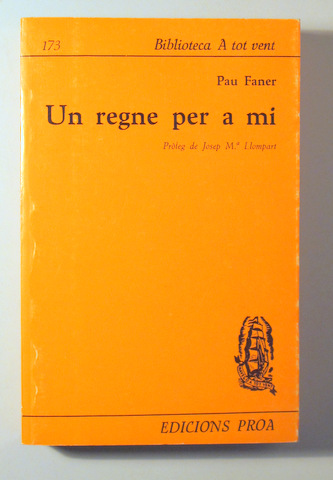 173 Biblioteca A tot vent
Pau Faner
Un regne per a mi
Pròleg de Josep M.ª Llompart
EDICIONS PROA